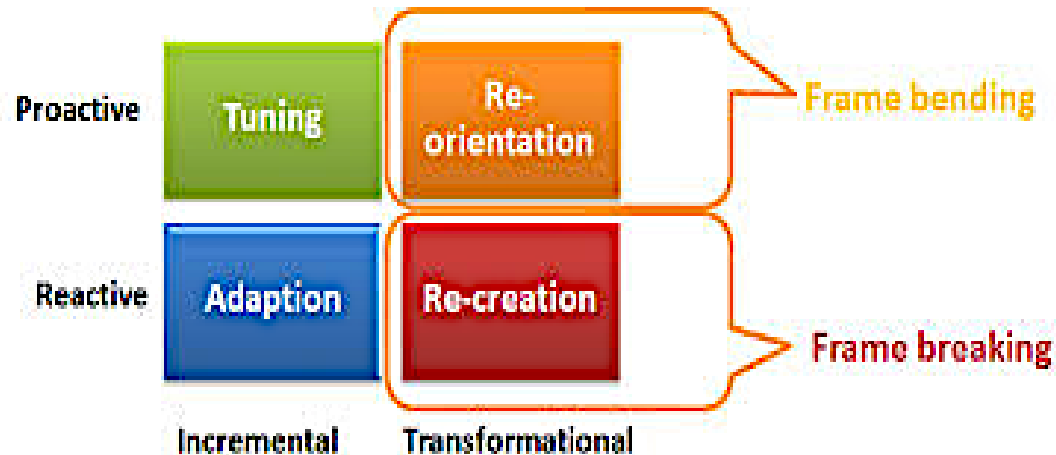 Proactive
Tuning
Re-
orientation
Frame bending
Reactive
Adaption
Re-creation
Frame breaking
Incremental
Transformational